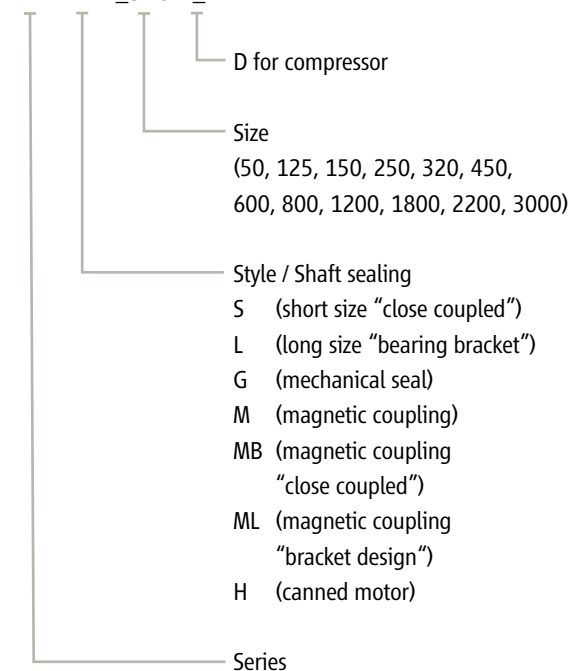 D for compressor
Size
(50, 125, 150, 250, 320, 450,
600, 800, 1200, 1800, 2200, 3000)
Style / Shaft sealing
S (short size “close coupled”)
L (long size “bearing bracket”)
G (mechanical seal)
M (magnetic coupling)
MB (magnetic coupling
“close coupled”)
ML (magnetic coupling
“bracket design“)
H (canned motor)
Series